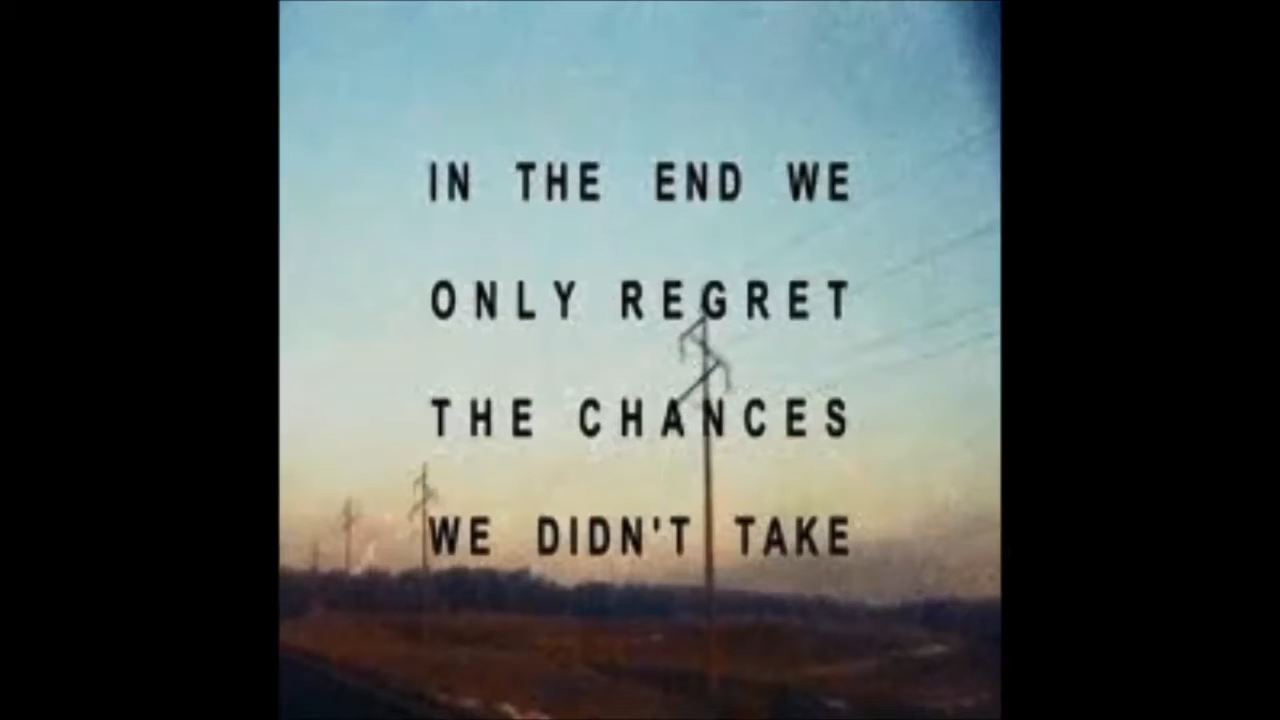 IN THE END WE
ONLY REGRET
THE CHANCES
WE DIDN'T TAKE